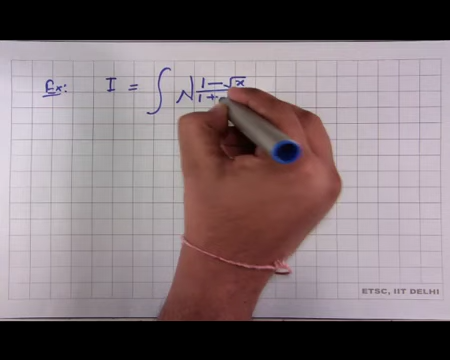 Ex: I = ∫ √ 1 - √x / 1 +
ETSC, IIT DELHI